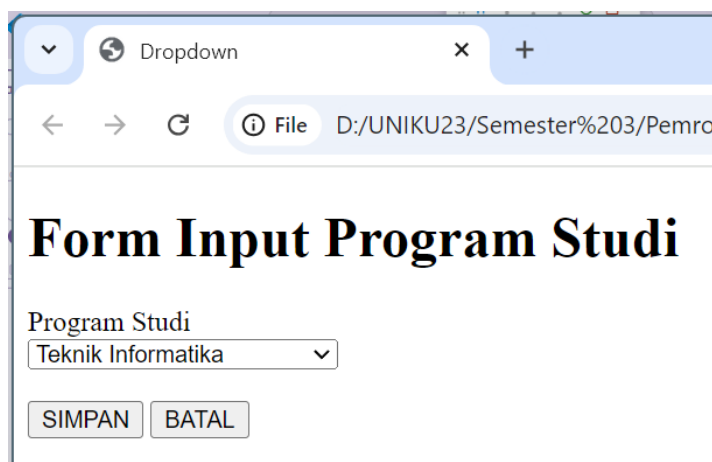 Dropdown
File D:/UNIKU23/Semester%203/Pemro
Form Input Program Studi
Program Studi
Teknik Informatika
SIMPAN BATAL